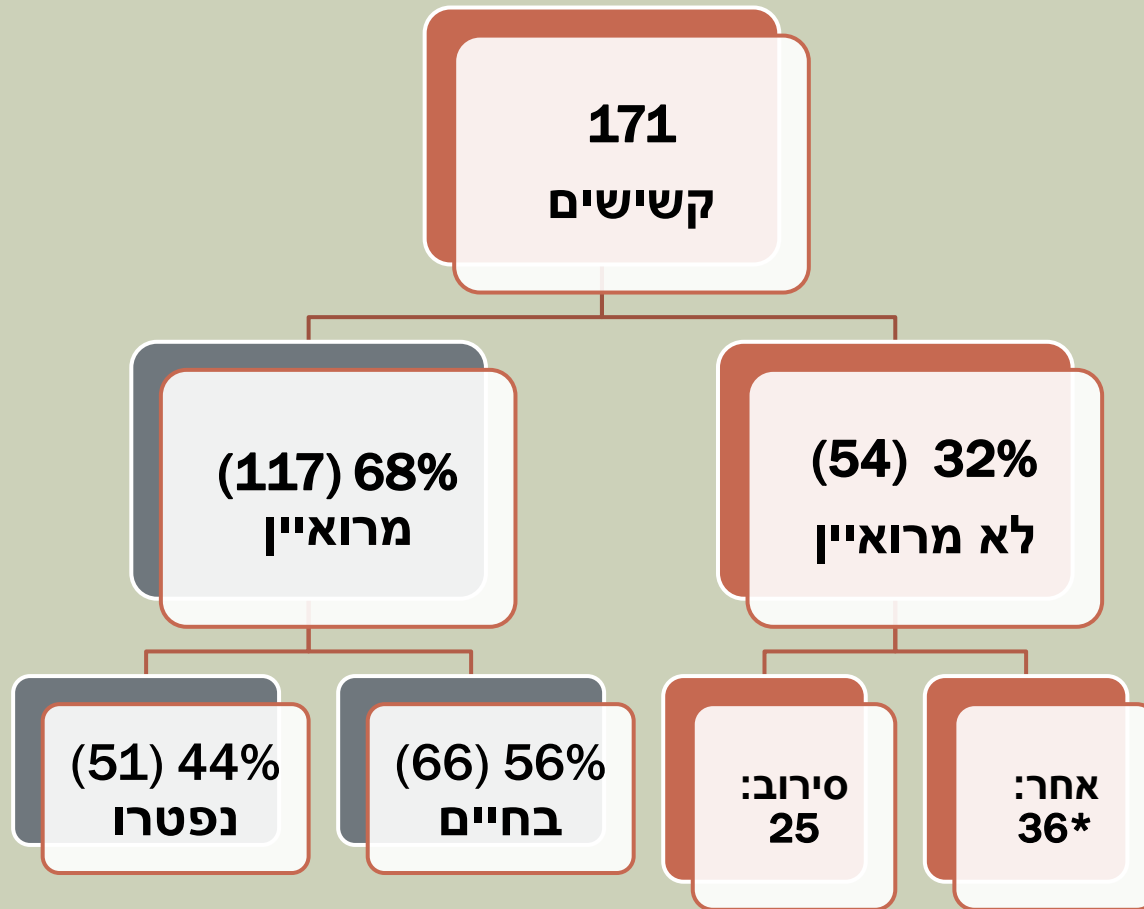 171
קשישים
32% (54)
לא מרואיין
68% (117)
מרואיין
אחר:
36*
סירוב:
25
56% (66)
בחיים
44% (51)
נפטרו